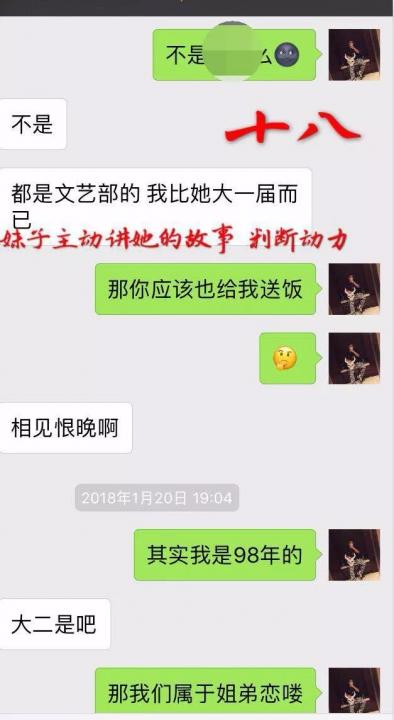 不是么
不是
十八
都是文艺部的 我比她大一届而
已
妹子主动讲她的故事 判断动力
那你应该也给我送饭
相见恨晚啊
2018年1月20日 19:04
其实我是98年的
大二是吧
那我们属于姐弟恋喽